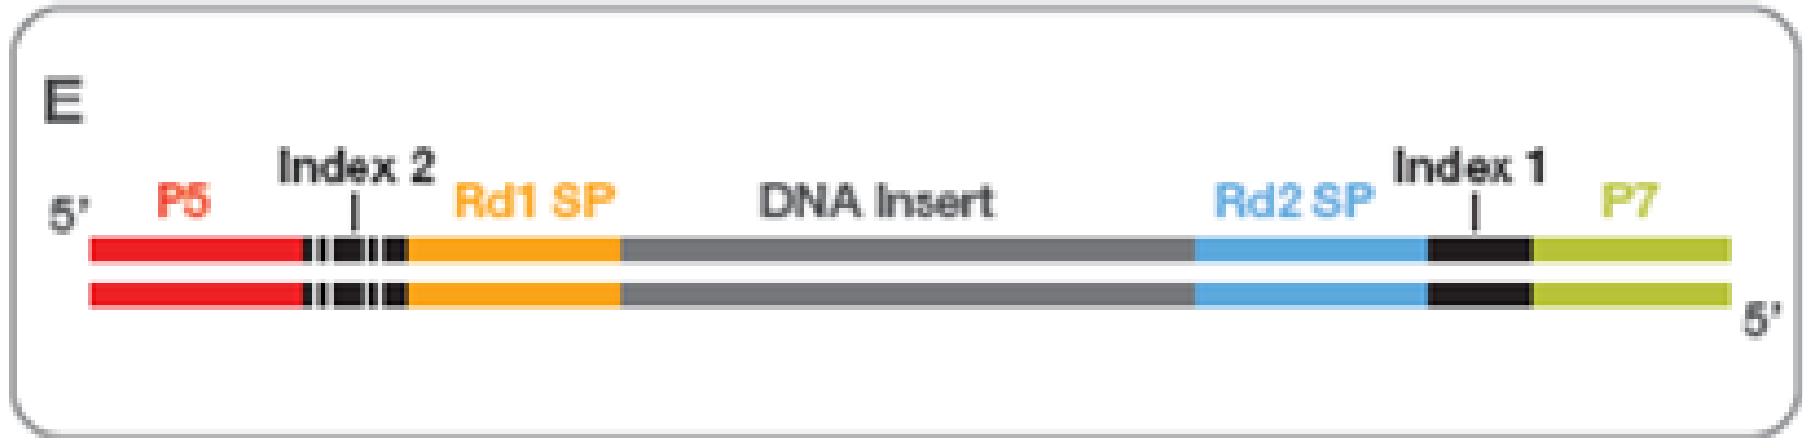 E
Index 2 Index 1
5' P5 Rd1 SP DNA Insert Rd2 SP P7
5'